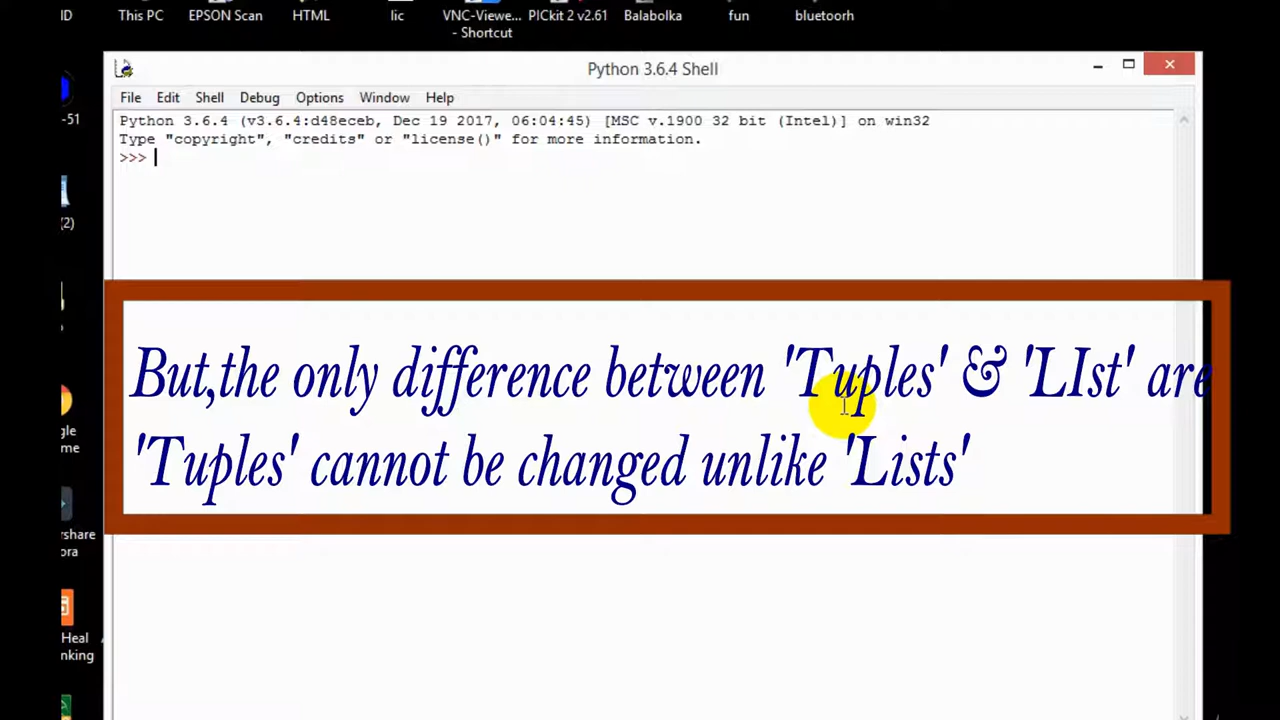 ID
This PC
EPSON Scan
HTML
lic
VNC-Viewe...
- Shortcut
PICkit 2 v2.61
Balabolka
fun
bluetoorh
-51
Python 3.6.4 Shell
File Edit Shell Debug Options Window Help
Python 3.6.4 (v3.6.4:d48eceb, Dec 19 2017, 06:04:45) [MSC v.1900 32 bit (Intel)] on win32
Type "copyright", "credits" or "license()" for more information.
>>>
(2)
But,the only difference between 'Tuples' & 'LIst' are
'Tuples' cannot be changed unlike 'Lists'
gle
me
rshare
ora
Heal
nking